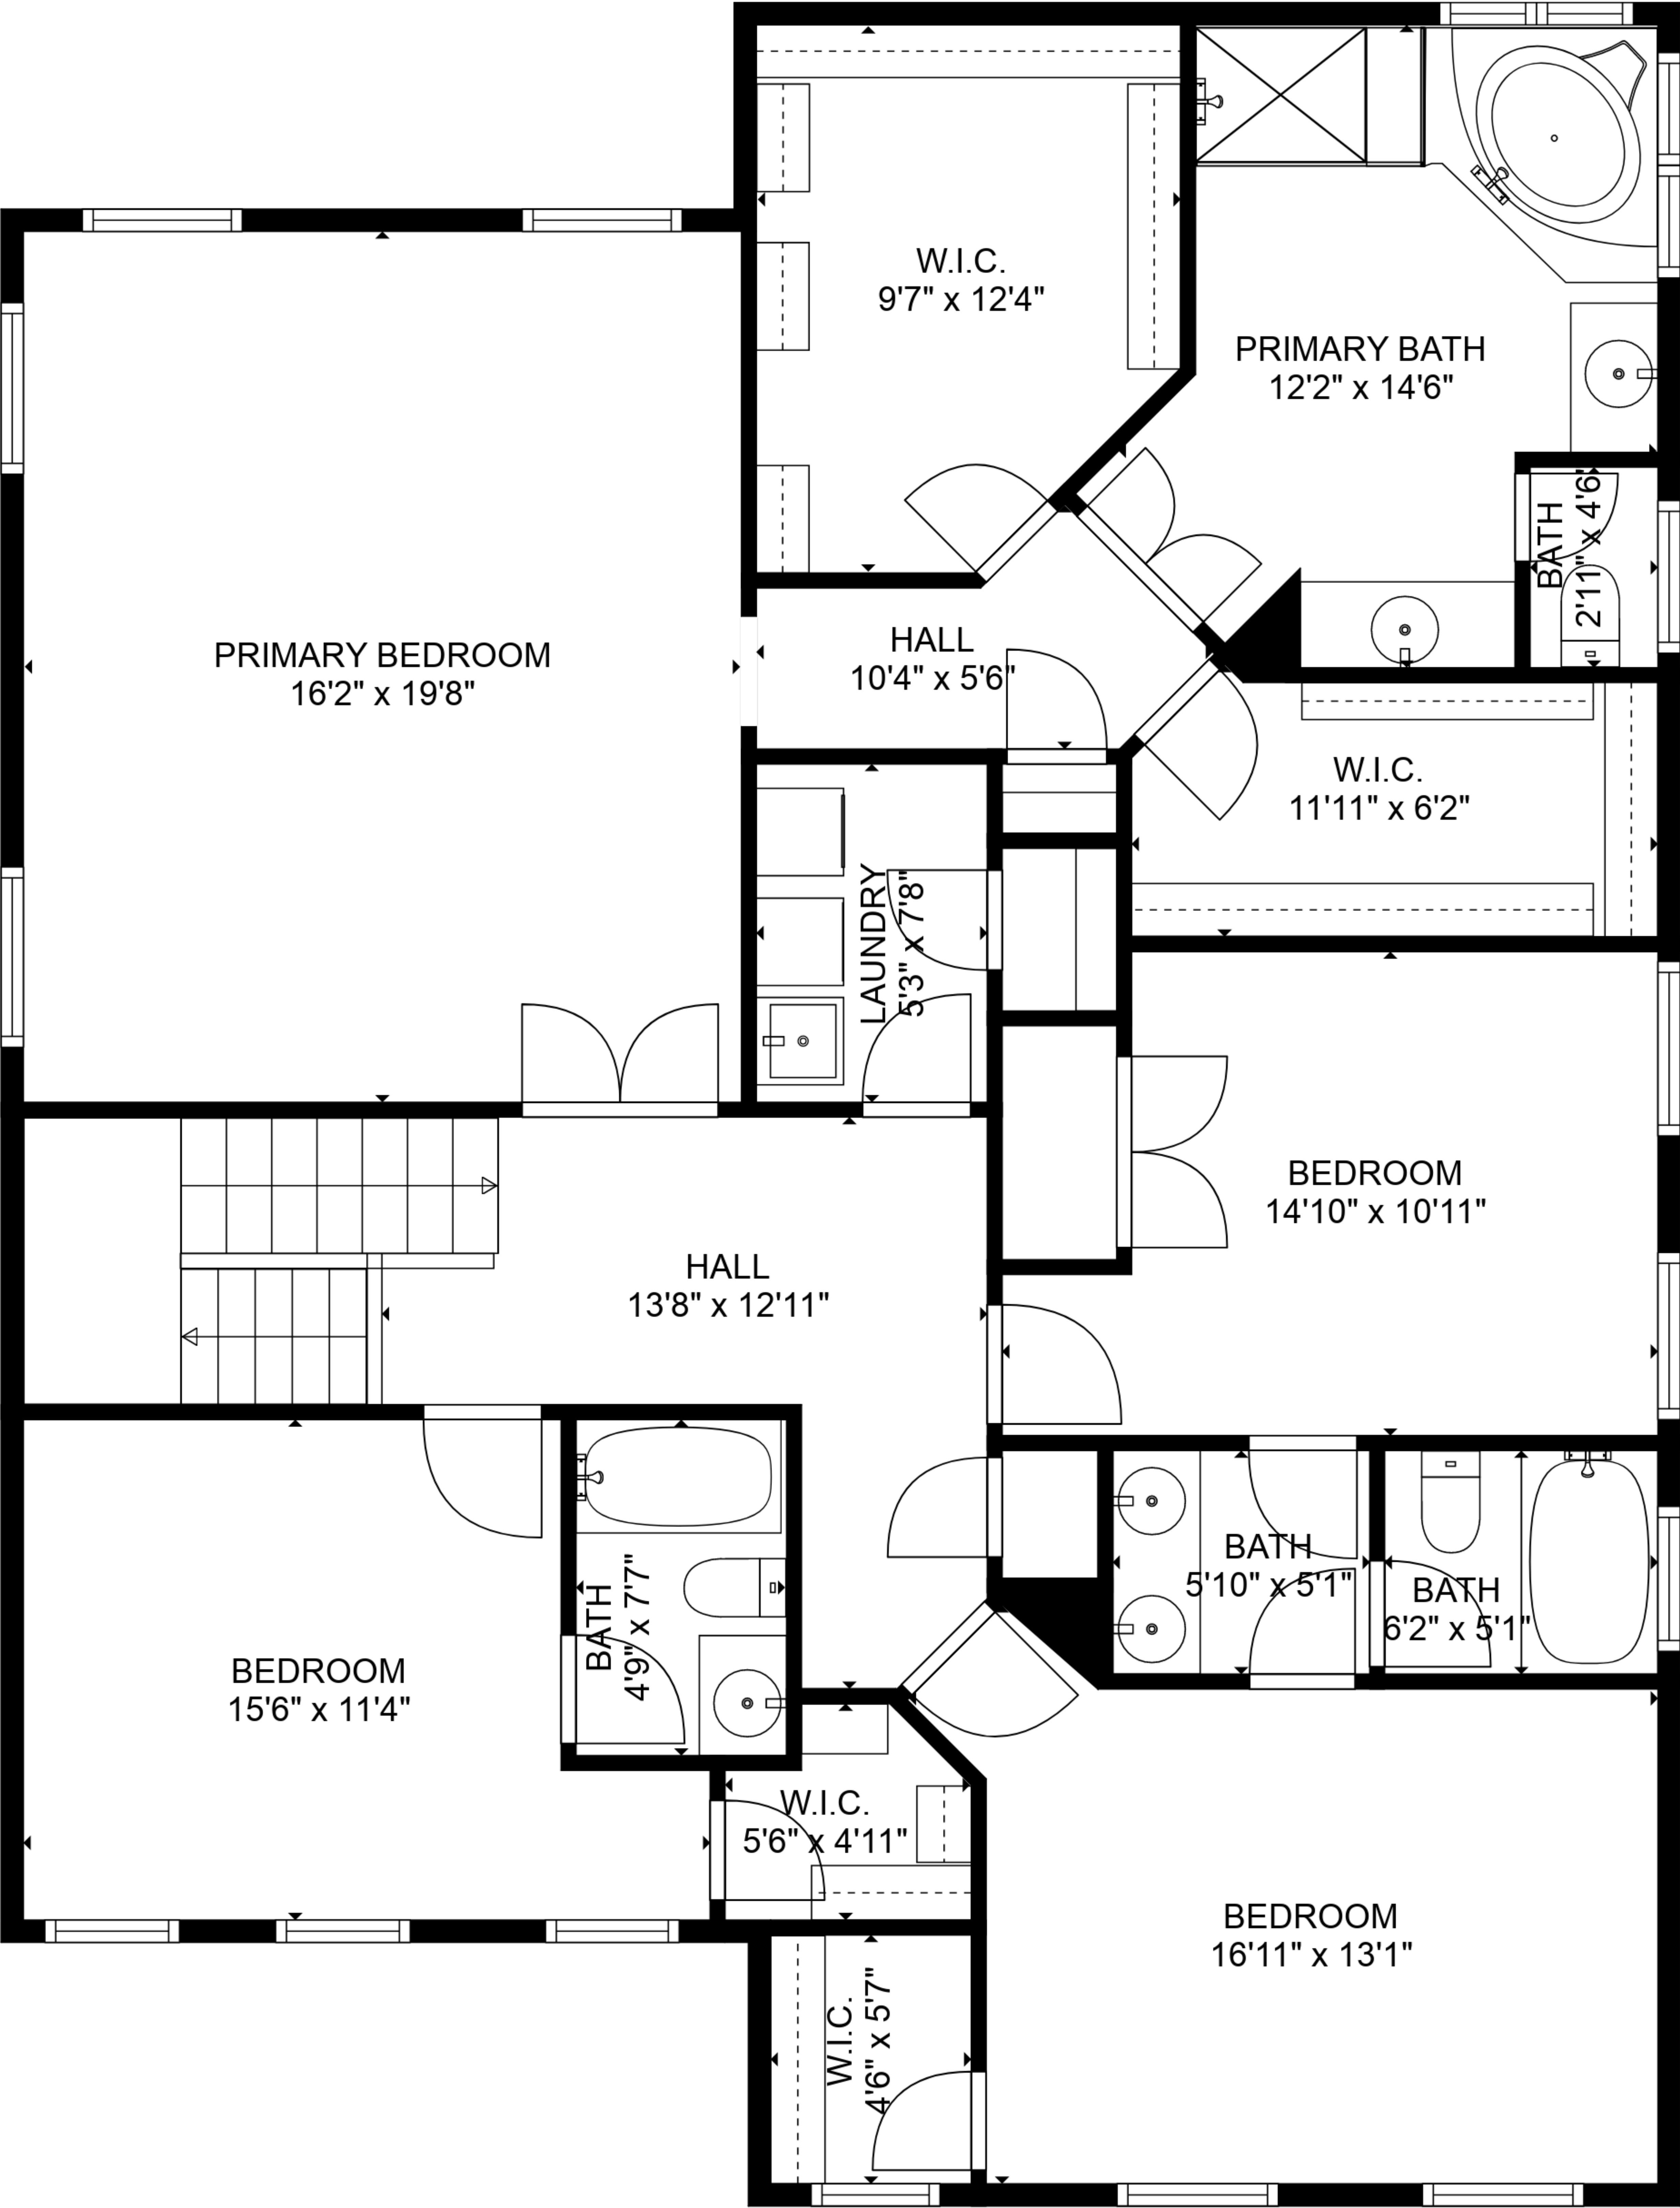 W.I.C.
9'7" x 12'4"
PRIMARY BATH
12'2" x 14'6"
BATH
2'11" x 4'6"
PRIMARY BEDROOM
16'2" x 19'8"
HALL
10'4" x 5'6"
W.I.C.
11'11" x 6'2"
LAUNDRY
5'3" x 7'8"
BEDROOM
14'10" x 10'11"
HALL
13'8" x 12'11"
BATH
5'10" x 5'1"
BATH
6'2" x 5'1"
BATH
4'9" x 7'7"
BEDROOM
15'6" x 11'4"
W.I.C.
5'6" x 4'11"
BEDROOM
16'11" x 13'1"
W.I.C.
4'6" x 5'7"